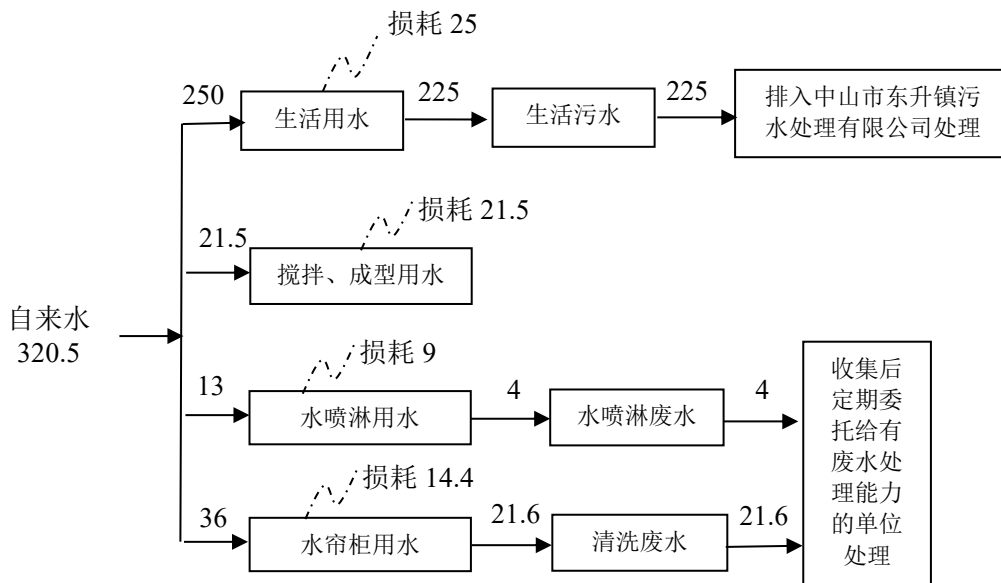 损耗 25
250
生活用水
225
生活污水
225
排入中山市东升镇污
水处理有限公司处理
损耗 21.5
21.5
搅拌、成型用水
自来水
320.5
损耗 9
13
水喷淋用水
4
水喷淋废水
4
收集后
定期委
托给有
废水处
理能力
的单位
处理
损耗 14.4
36
水帘柜用水
21.6
清洗废水
21.6